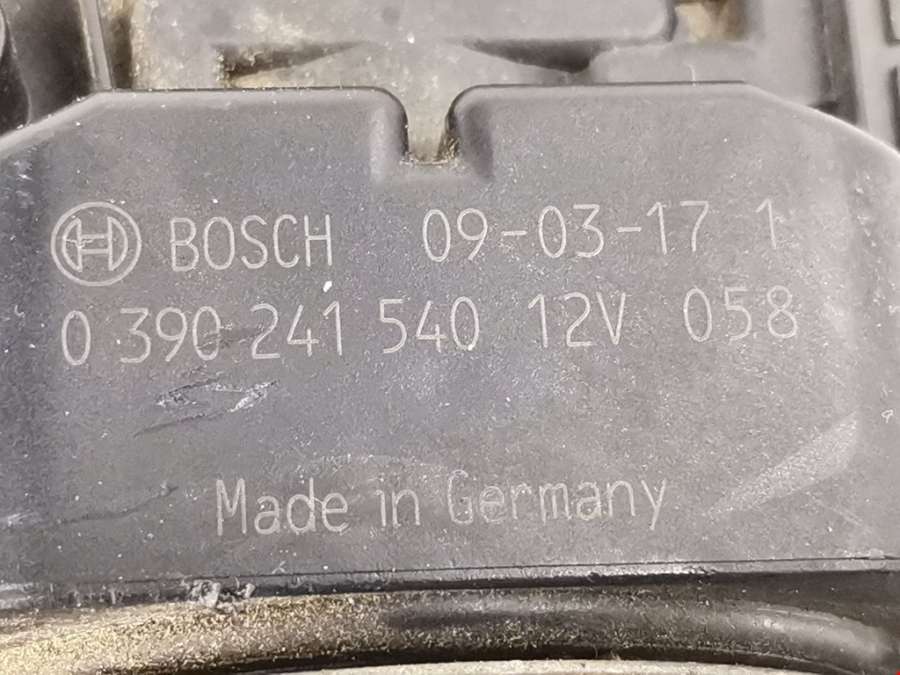 BOSCH 09-03-17 1
0 390 241 540 12V 058
Made in Germany